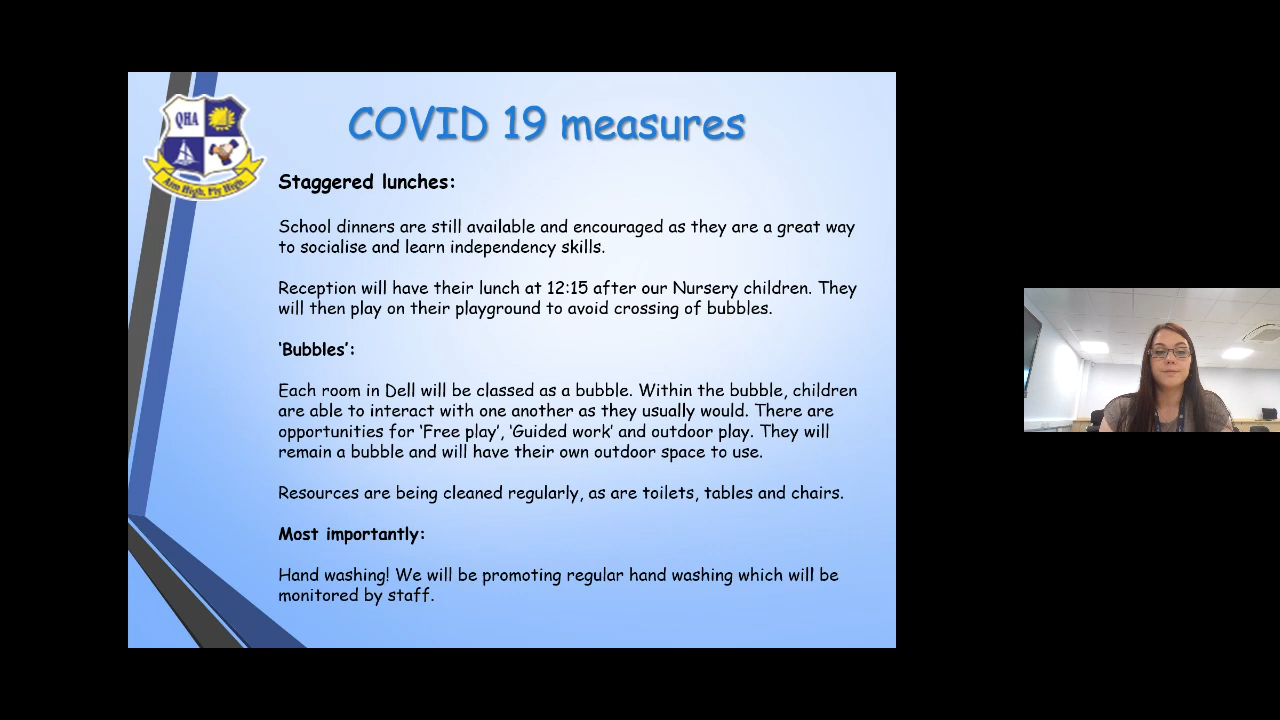 QHA
Aim High, Fly High.
COVID 19 measures
Staggered lunches:
School dinners are still available and encouraged as they are a great way
to socialise and learn independency skills.
Reception will have their lunch at 12:15 after our Nursery children. They
will then play on their playground to avoid crossing of bubbles.
‘Bubbles’:
Each room in Dell will be classed as a bubble. Within the bubble, children
are able to interact with one another as they usually would. There are
opportunities for ‘Free play’, ‘Guided work’ and outdoor play. They will
remain a bubble and will have their own outdoor space to use.
Resources are being cleaned regularly, as are toilets, tables and chairs.
Most importantly:
Hand washing! We will be promoting regular hand washing which will be
monitored by staff.